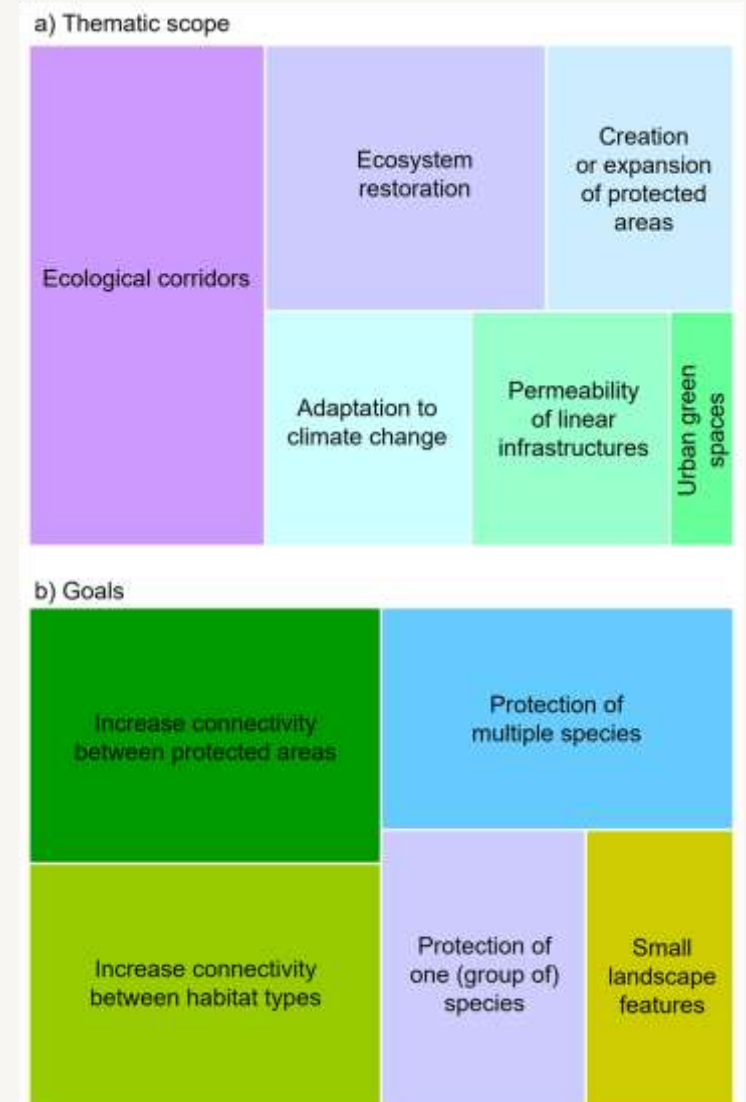 a) Thematic scope
Ecological corridors
Ecosystem
restoration
Creation
or expansion
of protected
areas
Adaptation to
climate change
Permeability
of linear
infrastructures
Urban green
spaces
b) Goals
Increase connectivity
between protected areas
Protection of
multiple species
Increase connectivity
between habitat types
Protection of
one (group of)
species
Small
landscape
features